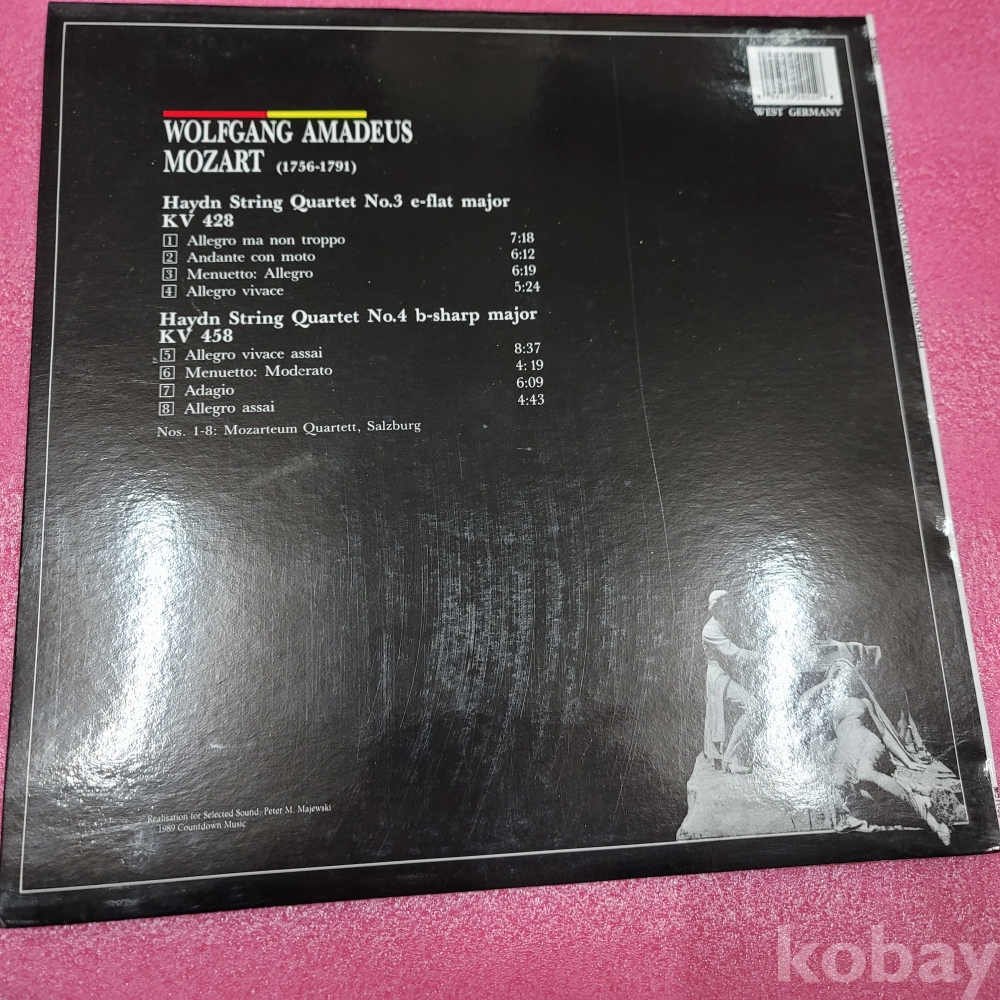 WEST GERMANY
WOLFGANG AMADEUS
MOZART (1756-1791)
Haydn String Quartet No.3 e-flat major
KV 428
1 Allegro ma non troppo 7:18
2 Andante con moto 6:12
3 Menuetto: Allegro 6:19
4 Allegro vivace 5:24
Haydn String Quartet No.4 b-sharp major
KV 458
5 Allegro vivace assai 8:37
6 Menuetto: Moderato 4:19
7 Adagio 6:09
8 Allegro assai 4:43
Nos. 1-8: Mozarteum Quartett, Salzburg
Realisation for Selected Sound: Peter M. Majewski
1989 Countdown Music
kobay